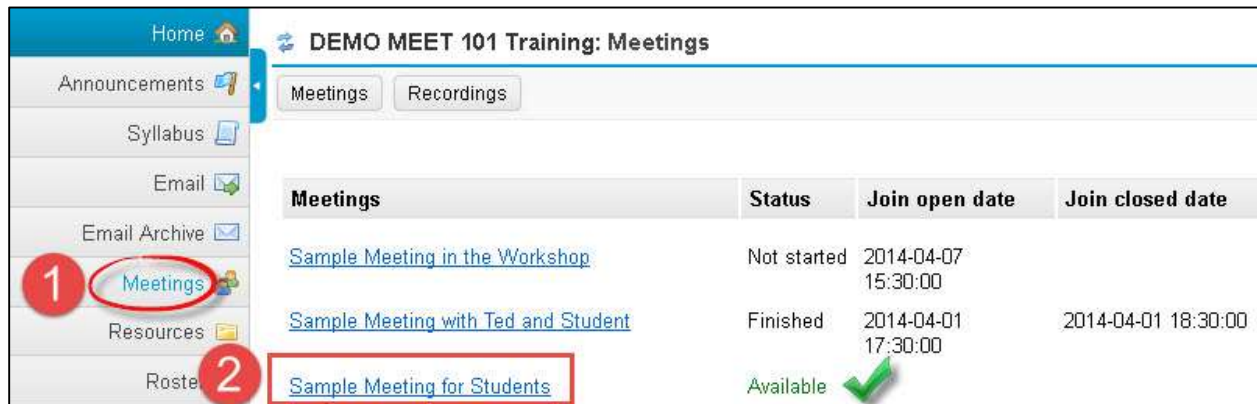 Home
DEMO MEET 101 Training: Meetings
Announcements
Meetings Recordings
Syllabus
Email
Meetings Status Join open date Join closed date
Email Archive
Sample Meeting in the Workshop Not started 2014-04-07
15:30:00
1 Meetings
Resources
Sample Meeting with Ted and Student Finished 2014-04-01 2014-04-01 18:30:00
17:30:00
Roste 2
Sample Meeting for Students Available